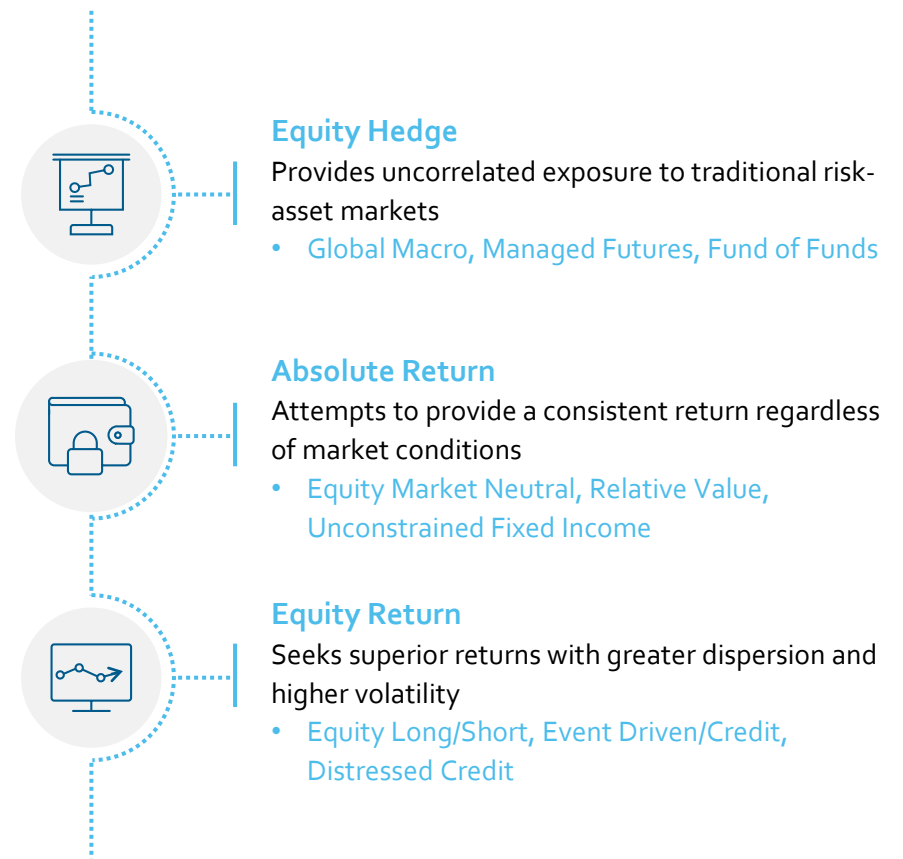 Equity Hedge
Provides uncorrelated exposure to traditional risk-
asset markets
• Global Macro, Managed Futures, Fund of Funds
Absolute Return
Attempts to provide a consistent return regardless
of market conditions
• Equity Market Neutral, Relative Value,
Unconstrained Fixed Income
Equity Return
Seeks superior returns with greater dispersion and
higher volatility
• Equity Long/Short, Event Driven/Credit,
Distressed Credit